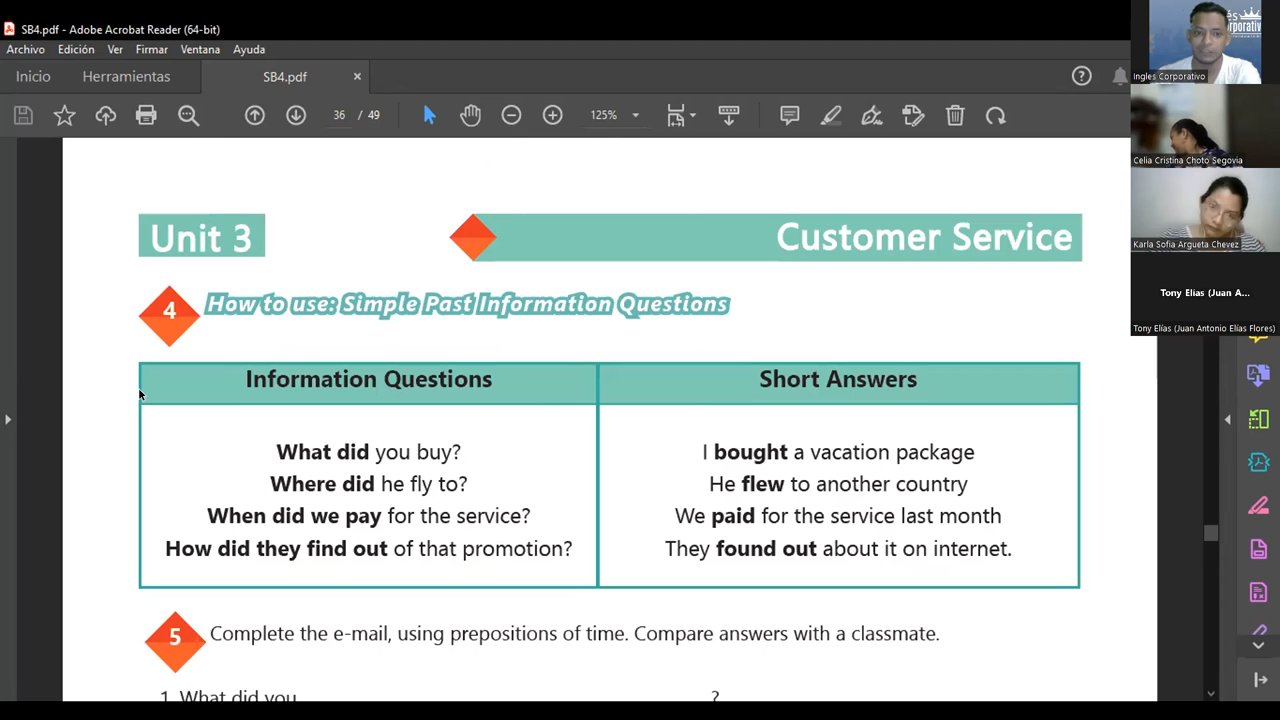 SB4.pdf - Adobe Acrobat Reader (64-bit)
Archivo Edición Ver Firmar Ventana Ayuda
Inicio Herramientas SB4.pdf ×
36 / 49 125%
Unit 3 Customer Service
4 How to use: Simple Past Information Questions
Information Questions Short Answers
What did you buy? I bought a vacation package
Where did he fly to? He flew to another country
When did we pay for the service? We paid for the service last month
How did they find out of that promotion? They found out about it on internet.
5 Complete the e-mail, using prepositions of time. Compare answers with a classmate.
1. What did you ?
Ingles Corporativo
Celia Cristina Choto Segovia
Karla Sofia Argueta Chevez
Tony Elías (Juan A...
Tony Elías (Juan Antonio Elías Flores)